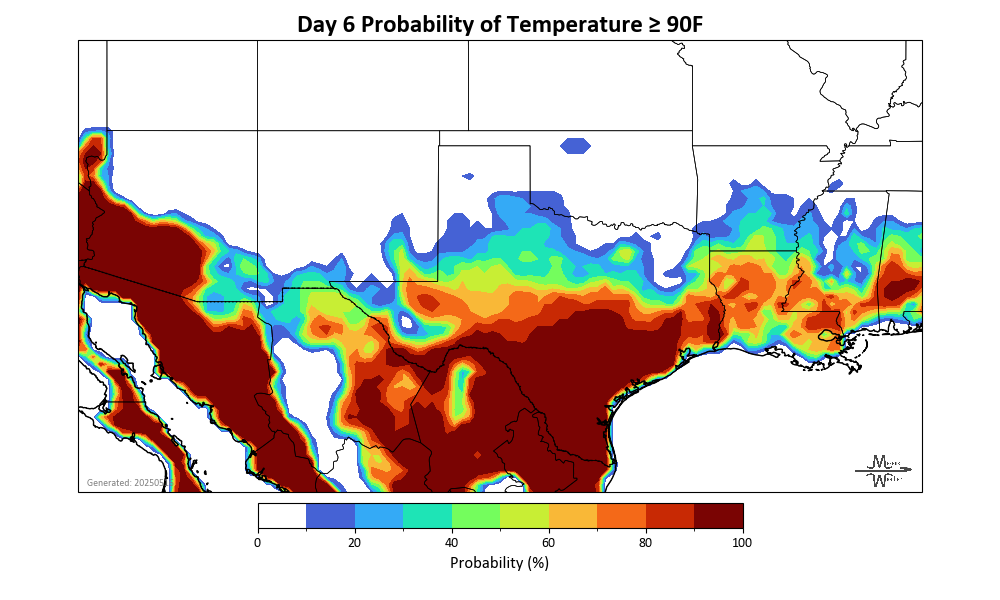 Day 6 Probability of Temperature ≥ 90F
Generated: 202505
0 20 40 60 80 100
Probability (%)